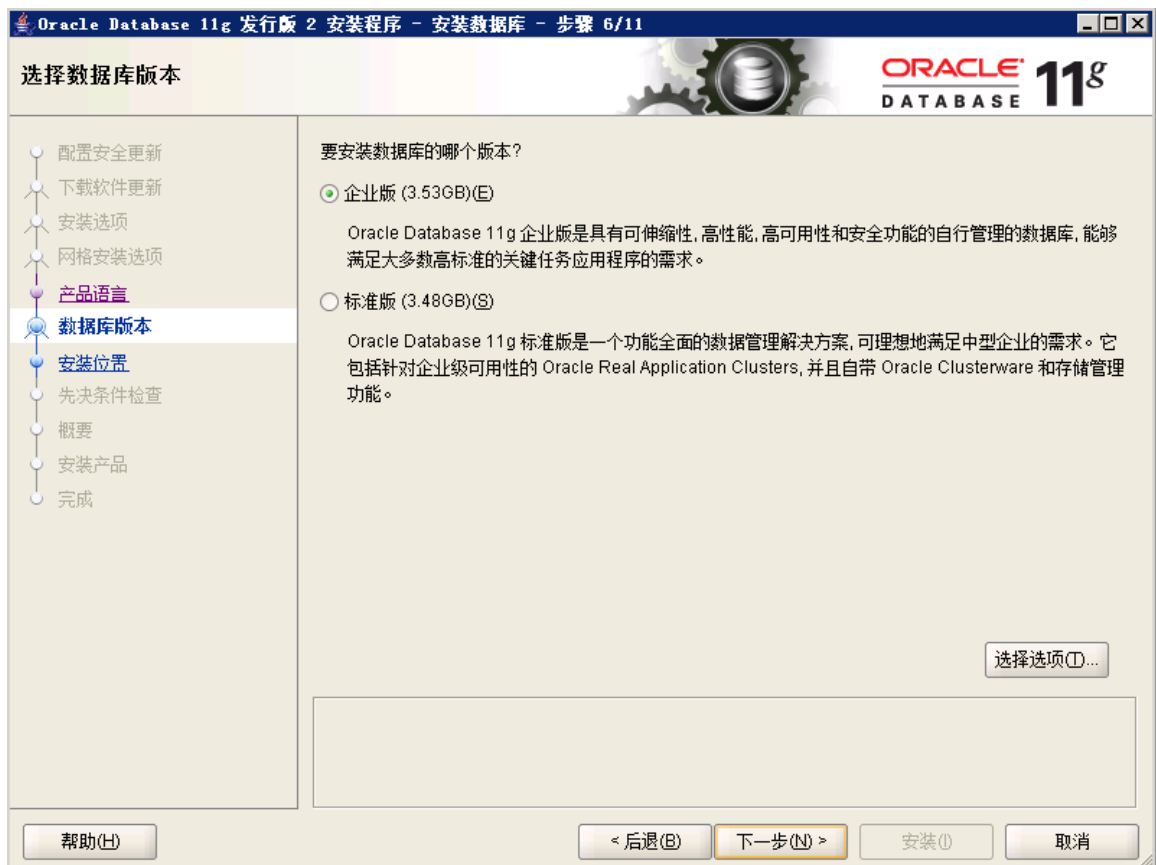 Oracle Database 11g 发行版 2 安装程序 - 安装数据库 - 步骤 6/11
选择数据库版本
ORACLE
DATABASE
11g
配置安全更新
下载软件更新
安装选项
网格安装选项
产品语言
数据库版本
安装位置
先决条件检查
概要
安装产品
完成
要安装数据库的哪个版本?
企业版 (3.53GB)(E)
Oracle Database 11g 企业版是具有可伸缩性, 高性能, 高可用性和安全功能的自行管理的数据库, 能够
满足大多数高标准的关键任务应用程序的需求。
标准版 (3.48GB)(S)
Oracle Database 11g 标准版是一个功能全面的数据管理解决方案, 可理想地满足中型企业的需求。它
包括针对企业级可用性的 Oracle Real Application Clusters, 并且自带 Oracle Clusterware 和存储管理
功能。
选择选项(T)...
帮助(H)
< 后退(B)
下一步(N) >
安装(I)
取消